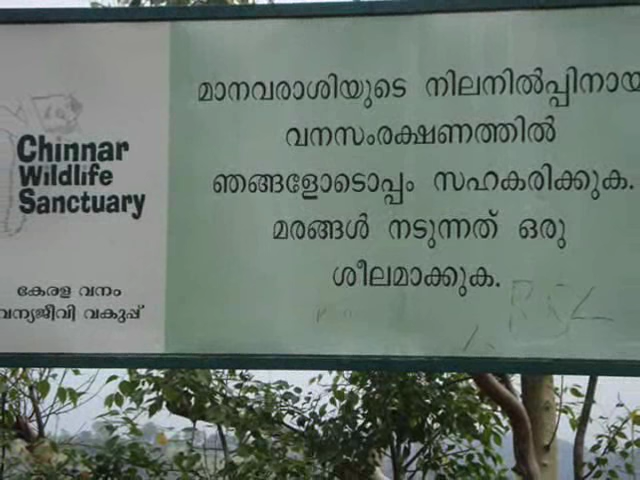 Chinnar
Wildlife
Sanctuary
കേരള വനം
വന്യജീവി വകുപ്പ്
മാനവരാശിയുടെ നിലനിൽപ്പിനായ
വനസംരക്ഷണത്തിൽ
ഞങ്ങളോടൊപ്പം സഹകരിക്കുക.
മരങ്ങൾ നടുന്നത് ഒരു
ശീലമാക്കുക.